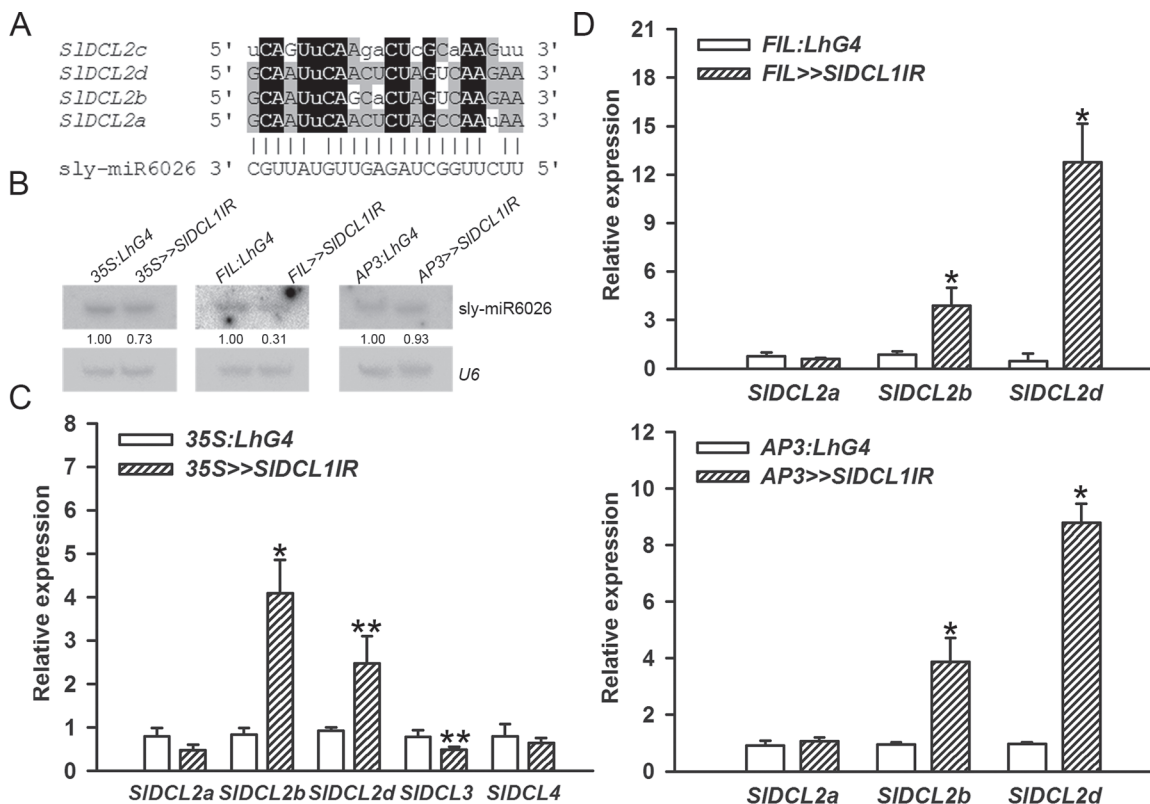 A
SlDCL2c 5' uCAGUuCAAgaCUcGCaAAGuu 3'
SlDCL2d 5' GCAAUuCAACUCUAGUCAAGAA 3'
SlDCL2b 5' GCAAUuCAGCaCUAGUCAAGAA 3'
SlDCL2a 5' GCAAUuCAACUCUAGCCAAuAA 3'
sly-miR6026 3' CGUUAUGUUGAGAUCGGUUCUU 5'
B
35S:LhG4 35S>>SlDCL1IR FIL:LhG4 FIL>>SlDCL1IR AP3:LhG4 AP3>>SlDCL1IR
sly-miR6026
1.00 0.73 1.00 0.31 1.00 0.93
U6
C
Relative expression
8
7
6
5
4
3
2
1
0
35S:LhG4
35S>>SlDCL1IR
*
**
**
SlDCL2a SlDCL2b SlDCL2d SlDCL3 SlDCL4
D
Relative expression
21
18
15
12
9
6
3
0
FIL:LhG4
FIL>>SlDCL1IR
*
*
SlDCL2a SlDCL2b SlDCL2d
Relative expression
12
10
8
6
4
2
0
AP3:LhG4
AP3>>SlDCL1IR
*
*
SlDCL2a SlDCL2b SlDCL2d